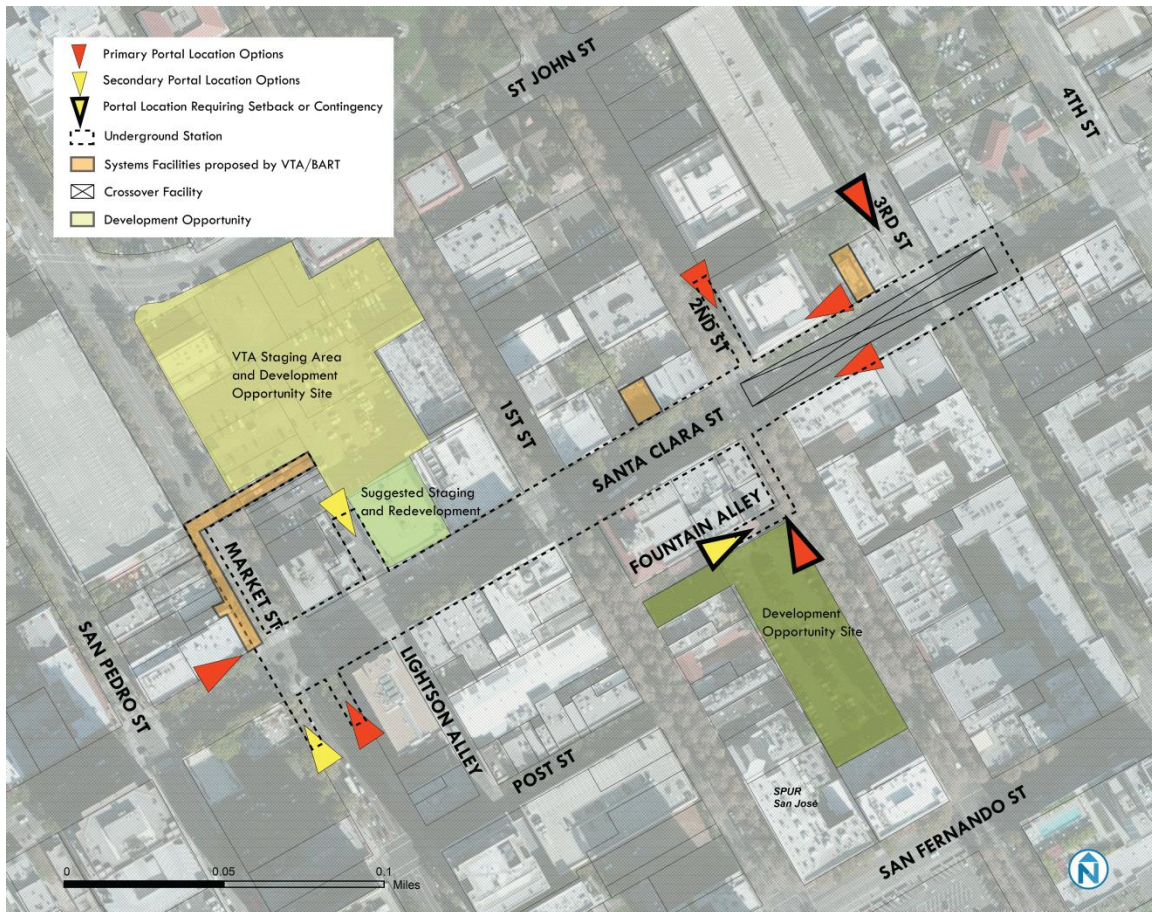 Primary Portal Location Options
Secondary Portal Location Options
Portal Location Requiring Setback or Contingency
Underground Station
Systems Facilities proposed by VTA/BART
Crossover Facility
Development Opportunity
ST JOHN ST
4TH ST
3RD ST
2ND ST
VTA Staging Area
and Development
Opportunity Site
1ST ST
SANTA CLARA ST
Suggested Staging
and Redevelopment
FOUNTAIN ALLEY
MARKET ST
Development
Opportunity Site
SAN PEDRO ST
LIGHTSON ALLEY
POST ST
SPUR
San José
SAN FERNANDO ST
0 0.05 0.1
Miles
N